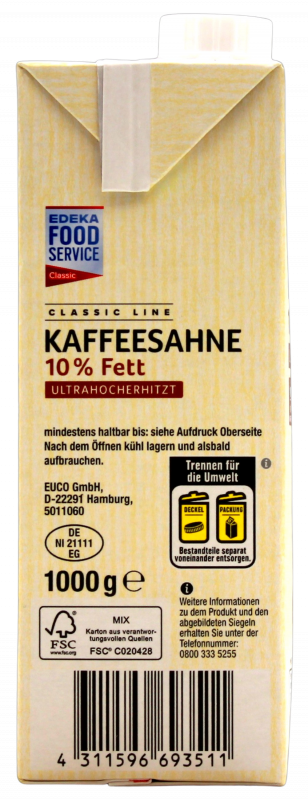 EDEKA
FOOD
SERVICE
Classic
CLASSIC LINE
KAFFEESAHNE
10% Fett
ULTRAHOCHERHITZT
mindestens haltbar bis: siehe Aufdruck Oberseite
Nach dem Öffnen kühl lagern und alsbald
aufbrauchen.
EUCO GmbH,
D-22291 Hamburg,
5011060
DE
NI 21111
EG
1000 g ℮
Trennen für
die Umwelt
DECKEL
PACKUNG
Bestandteile separat
voneinander entsorgen.
Weitere Informationen
zu dem Produkt und den
abgebildeten Siegeln
erhalten Sie unter der
Telefonnummer:
0800 333 5255
FSC
www.fsc.org
MIX
Karton aus verantwor-
tungsvollen Quellen
FSC® C020428
4 311596 693511